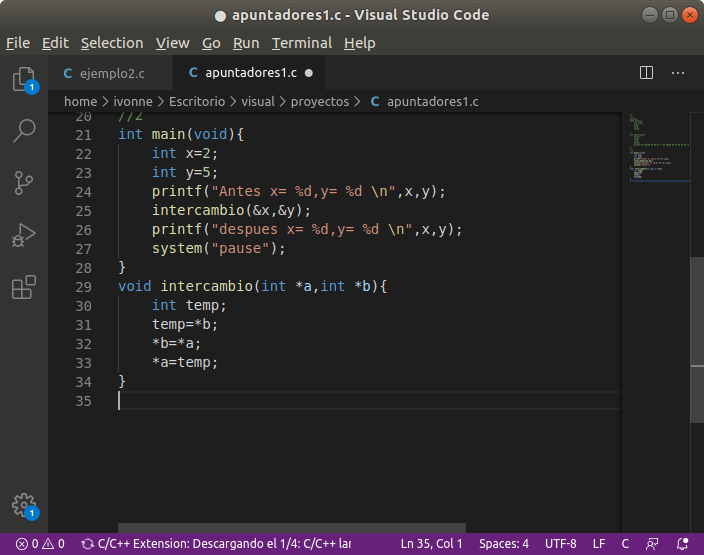 ● apuntadores1.c - Visual Studio Code
File Edit Selection View Go Run Terminal Help
C ejemplo2.c C apuntadores1.c ●
home > ivonne > Escritorio > visual > proyectos > C apuntadores1.c
20 //2
21 int main(void){
22 int x=2;
23 int y=5;
24 printf("Antes x= %d,y= %d \n",x,y);
25 intercambio(&x,&y);
26 printf("despues x= %d,y= %d \n",x,y);
27 system("pause");
28 }
29 void intercambio(int *a,int *b){
30 int temp;
31 temp=*b;
32 *b=*a;
33 *a=temp;
34 }
35
1
1
0 0 C/C++ Extension: Descargando el 1/4: C/C++ lar Ln 35, Col 1 Spaces: 4 UTF-8 LF C